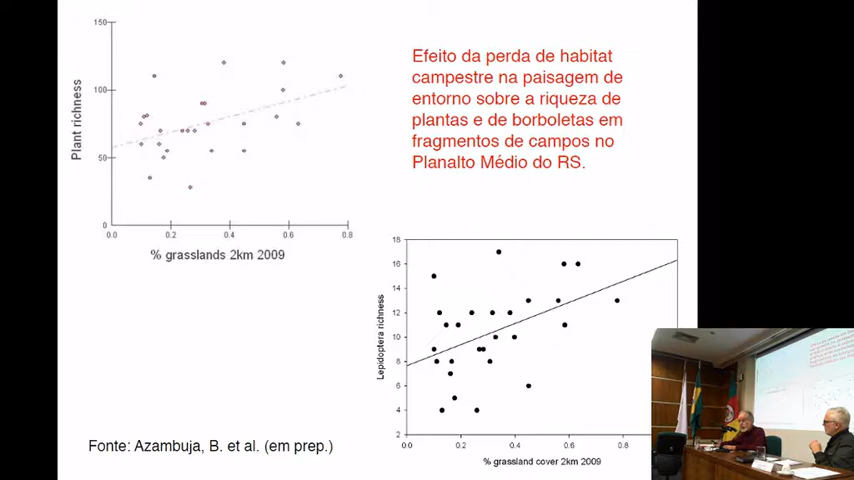 150
100
50
0
Plant richness
0.0 0.2 0.4 0.6 0.8
% grasslands 2km 2009
Efeito da perda de habitat
campestre na paisagem de
entorno sobre a riqueza de
plantas e de borboletas em
fragmentos de campos no
Planalto Médio do RS.
18
16
14
12
10
8
6
4
2
Lepidoptera richness
0.0 0.2 0.4 0.6 0.8
% grassland cover 2km 2009
Fonte: Azambuja, B. et al. (em prep.)